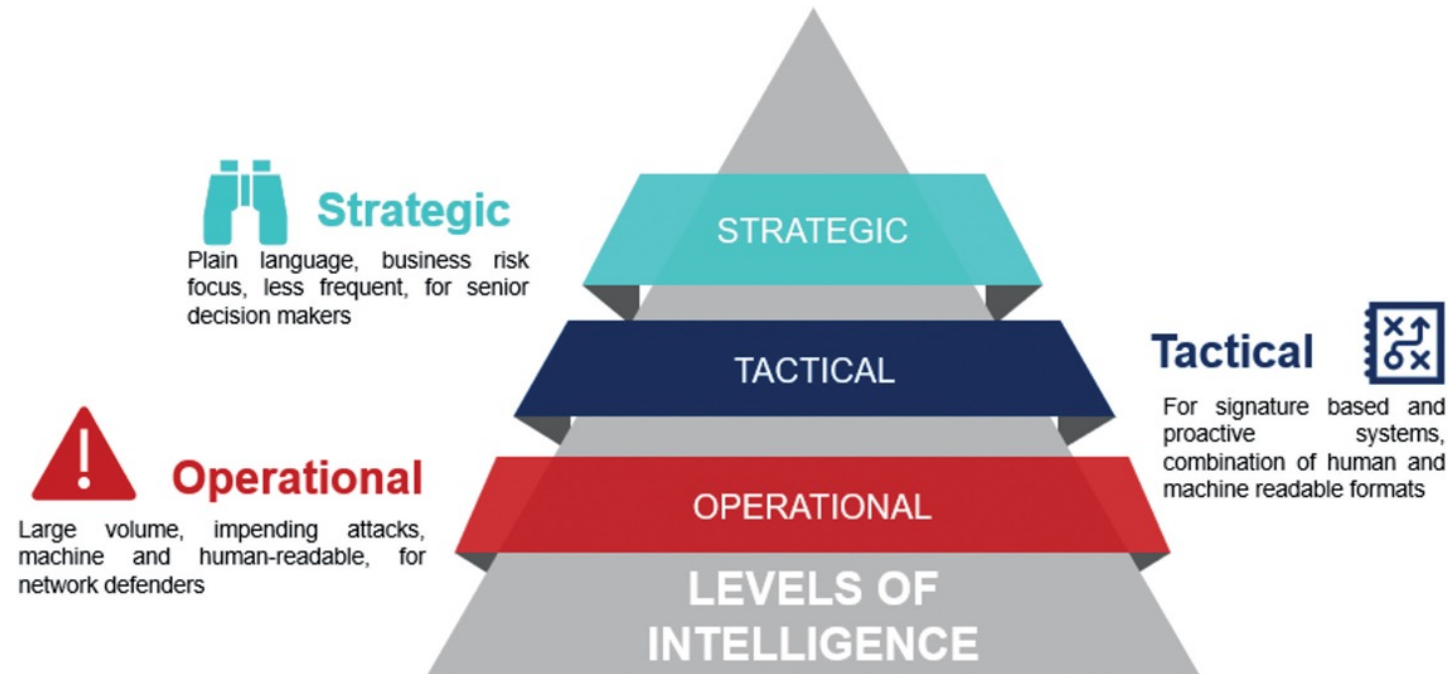 Strategic
Plain language, business risk
focus, less frequent, for senior
decision makers
STRATEGIC
TACTICAL
Tactical
For signature based and
proactive systems,
combination of human and
machine readable formats
Operational
Large volume, impending attacks,
machine and human-readable, for
network defenders
OPERATIONAL
LEVELS OF
INTELLIGENCE